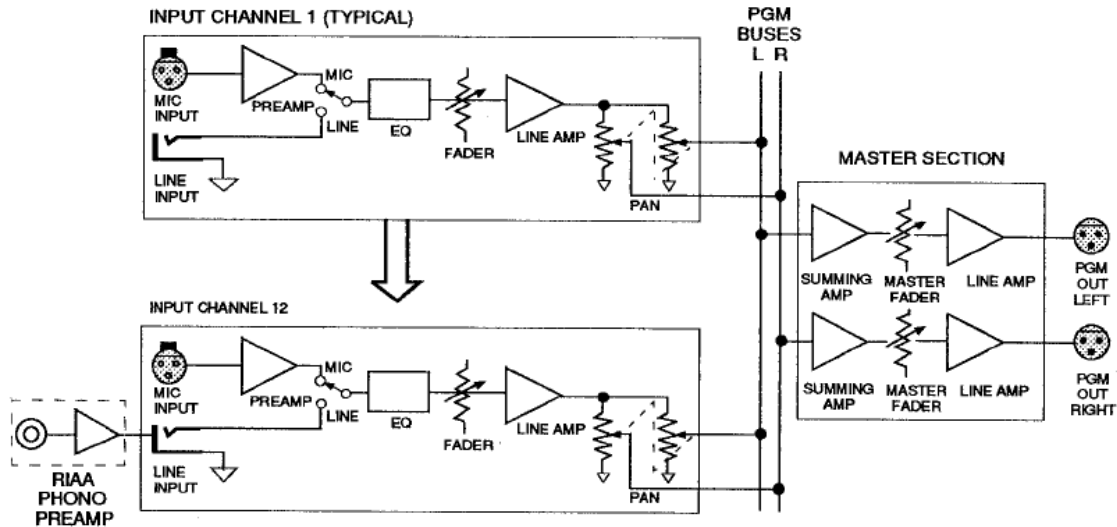 INPUT CHANNEL 1 (TYPICAL)
PGM
BUSES
L R
MIC
INPUT
PREAMP
MIC
LINE
EQ
FADER
LINE AMP
PAN
LINE
INPUT
MASTER SECTION
SUMMING
AMP
MASTER
FADER
LINE AMP
PGM
OUT
LEFT
SUMMING
AMP
MASTER
FADER
LINE AMP
PGM
OUT
RIGHT
INPUT CHANNEL 12
MIC
INPUT
PREAMP
MIC
LINE
EQ
FADER
LINE AMP
PAN
LINE
INPUT
RIAA
PHONO
PREAMP